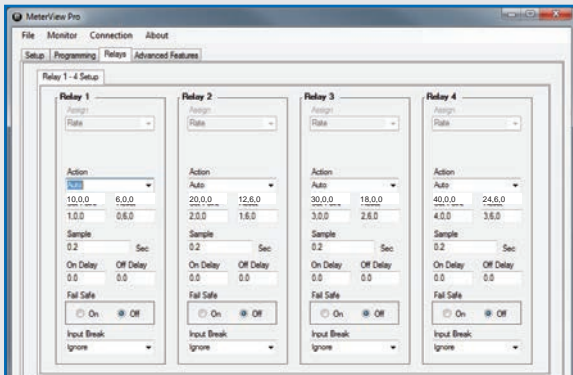 MeterView Pro
File Monitor Connection About
Setup Programming Relays Advanced Features
Relay 1 - 4 Setup
Relay 1 Relay 2 Relay 3 Relay 4
Assign Assign Assign Assign
Rate Rate Rate Rate
Action Action Action Action
Auto Auto Auto Auto
10,0,0 6,0,0 20,0,0 12,6,0 30,0,0 18,0,0 40,0,0 24,6,0
1,0,0 0,6,0 2,0,0 1,6,0 3,0,0 2,6,0 4,0,0 3,6,0
Sample Sample Sample Sample
0.2 Sec 0.2 Sec 0.2 Sec 0.2 Sec
On Delay Off Delay On Delay Off Delay On Delay Off Delay On Delay Off Delay
0.0 0.0 0.0 0.0 0.0 0.0 0.0 0.0
Fail Safe Fail Safe Fail Safe Fail Safe
On Off On Off On Off On Off
Input Break Input Break Input Break Input Break
Ignore Ignore Ignore Ignore